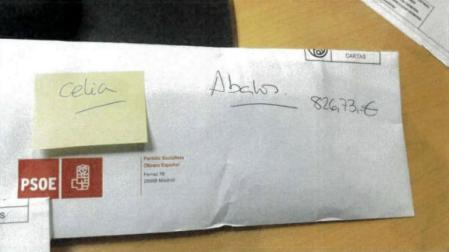 CARTAS
celia
Abalos.
826,73.-€
PSOE
Partido Socialista
Obrero Español
Ferraz 70
28008 Madrid
S